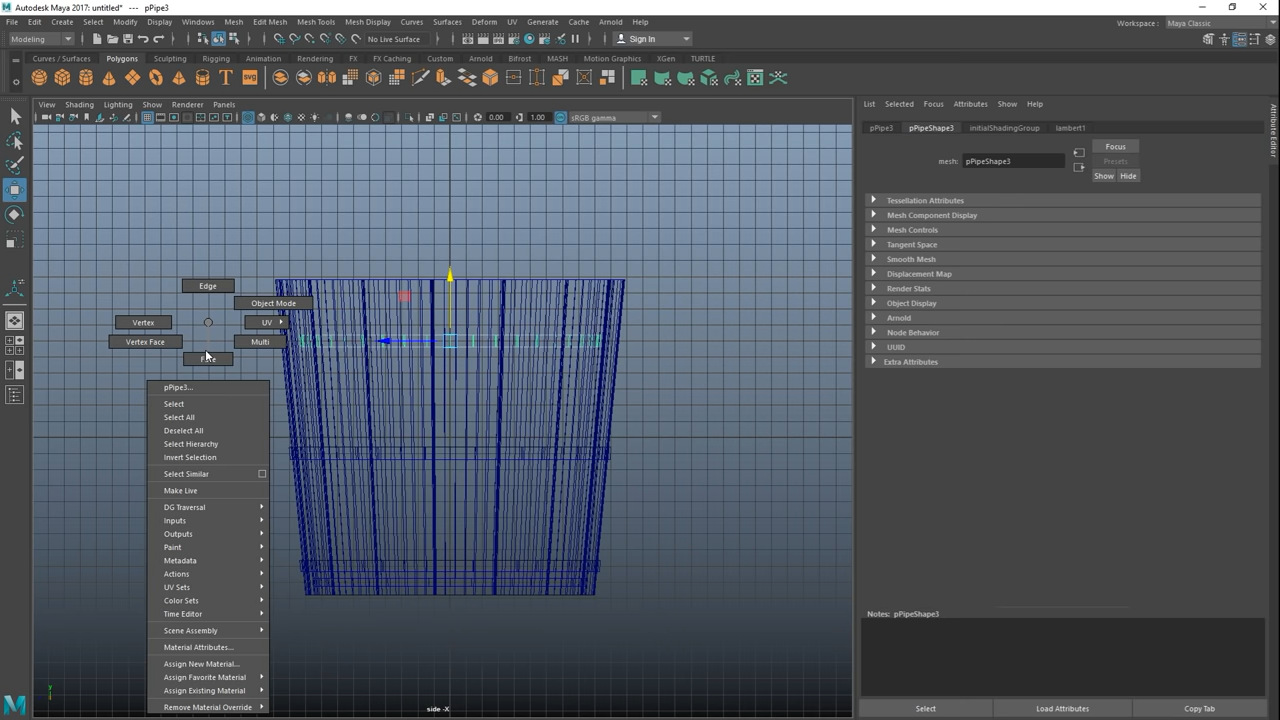 Autodesk Maya 2017: untitled*   ---   pPipe3
File Edit Create Select Modify Display Windows Mesh Edit Mesh Mesh Tools Mesh Display Curves Surfaces Deform UV Generate Cache Arnold Help
Workspace : Maya Classic
Modeling No Live Surface Sign In
Curves / Surfaces Polygons Sculpting Rigging Animation Rendering FX FX Caching Custom Arnold Bifrost MASH Motion Graphics XGen TURTLE
T SVG
View Shading Lighting Show Renderer Panels
0.00 1.00 sRGB gamma
List Selected Focus Attributes Show Help
pPipe3 pPipeShape3 initialShadingGroup lambert1
mesh: pPipeShape3
Focus
Presets
Show Hide
Attribute Editor
Tessellation Attributes
Mesh Component Display
Mesh Controls
Tangent Space
Smooth Mesh
Displacement Map
Render Stats
Object Display
Arnold
Node Behavior
UUID
Extra Attributes
Edge
Object Mode
Vertex UV
Vertex Face Multi
pPipe3...
Select
Select All
Deselect All
Select Hierarchy
Invert Selection
Select Similar
Make Live
DG Traversal
Inputs
Outputs
Paint
Metadata
Actions
UV Sets
Color Sets
Time Editor
Scene Assembly
Material Attributes...
Assign New Material...
Assign Favorite Material
Assign Existing Material
Remove Material Override
Notes: pPipeShape3
y
side -X
Select Load Attributes Copy Tab